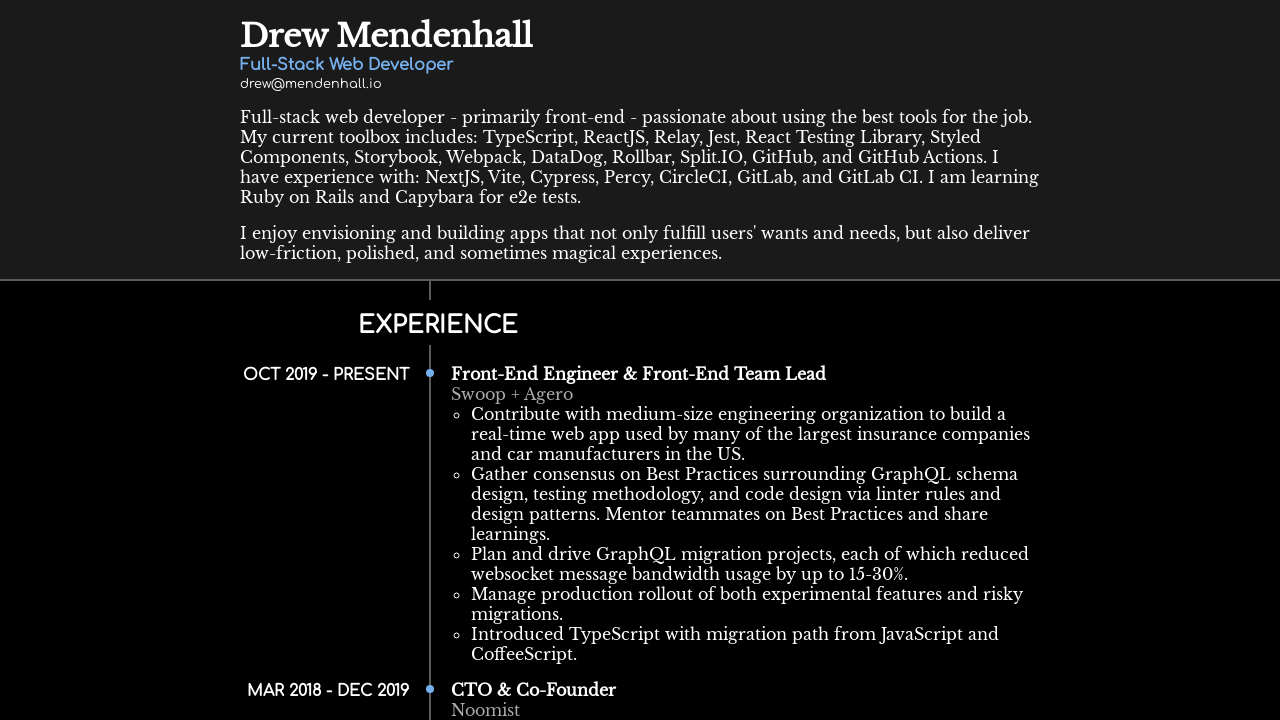 Drew Mendenhall
Full-Stack Web Developer
drew@mendenhall.io
Full-stack web developer - primarily front-end - passionate about using the best tools for the job.
My current toolbox includes: TypeScript, ReactJS, Relay, Jest, React Testing Library, Styled
Components, Storybook, Webpack, DataDog, Rollbar, Split.IO, GitHub, and GitHub Actions. I
have experience with: NextJS, Vite, Cypress, Percy, CircleCI, GitLab, and GitLab CI. I am learning
Ruby on Rails and Capybara for e2e tests.
I enjoy envisioning and building apps that not only fulfill users' wants and needs, but also deliver
low-friction, polished, and sometimes magical experiences.
EXPERIENCE
OCT 2019 - PRESENT
Front-End Engineer & Front-End Team Lead
Swoop + Agero
Contribute with medium-size engineering organization to build a
real-time web app used by many of the largest insurance companies
and car manufacturers in the US.
Gather consensus on Best Practices surrounding GraphQL schema
design, testing methodology, and code design via linter rules and
design patterns. Mentor teammates on Best Practices and share
learnings.
Plan and drive GraphQL migration projects, each of which reduced
websocket message bandwidth usage by up to 15-30%.
Manage production rollout of both experimental features and risky
migrations.
Introduced TypeScript with migration path from JavaScript and
CoffeeScript.
MAR 2018 - DEC 2019
CTO & Co-Founder
Noomist